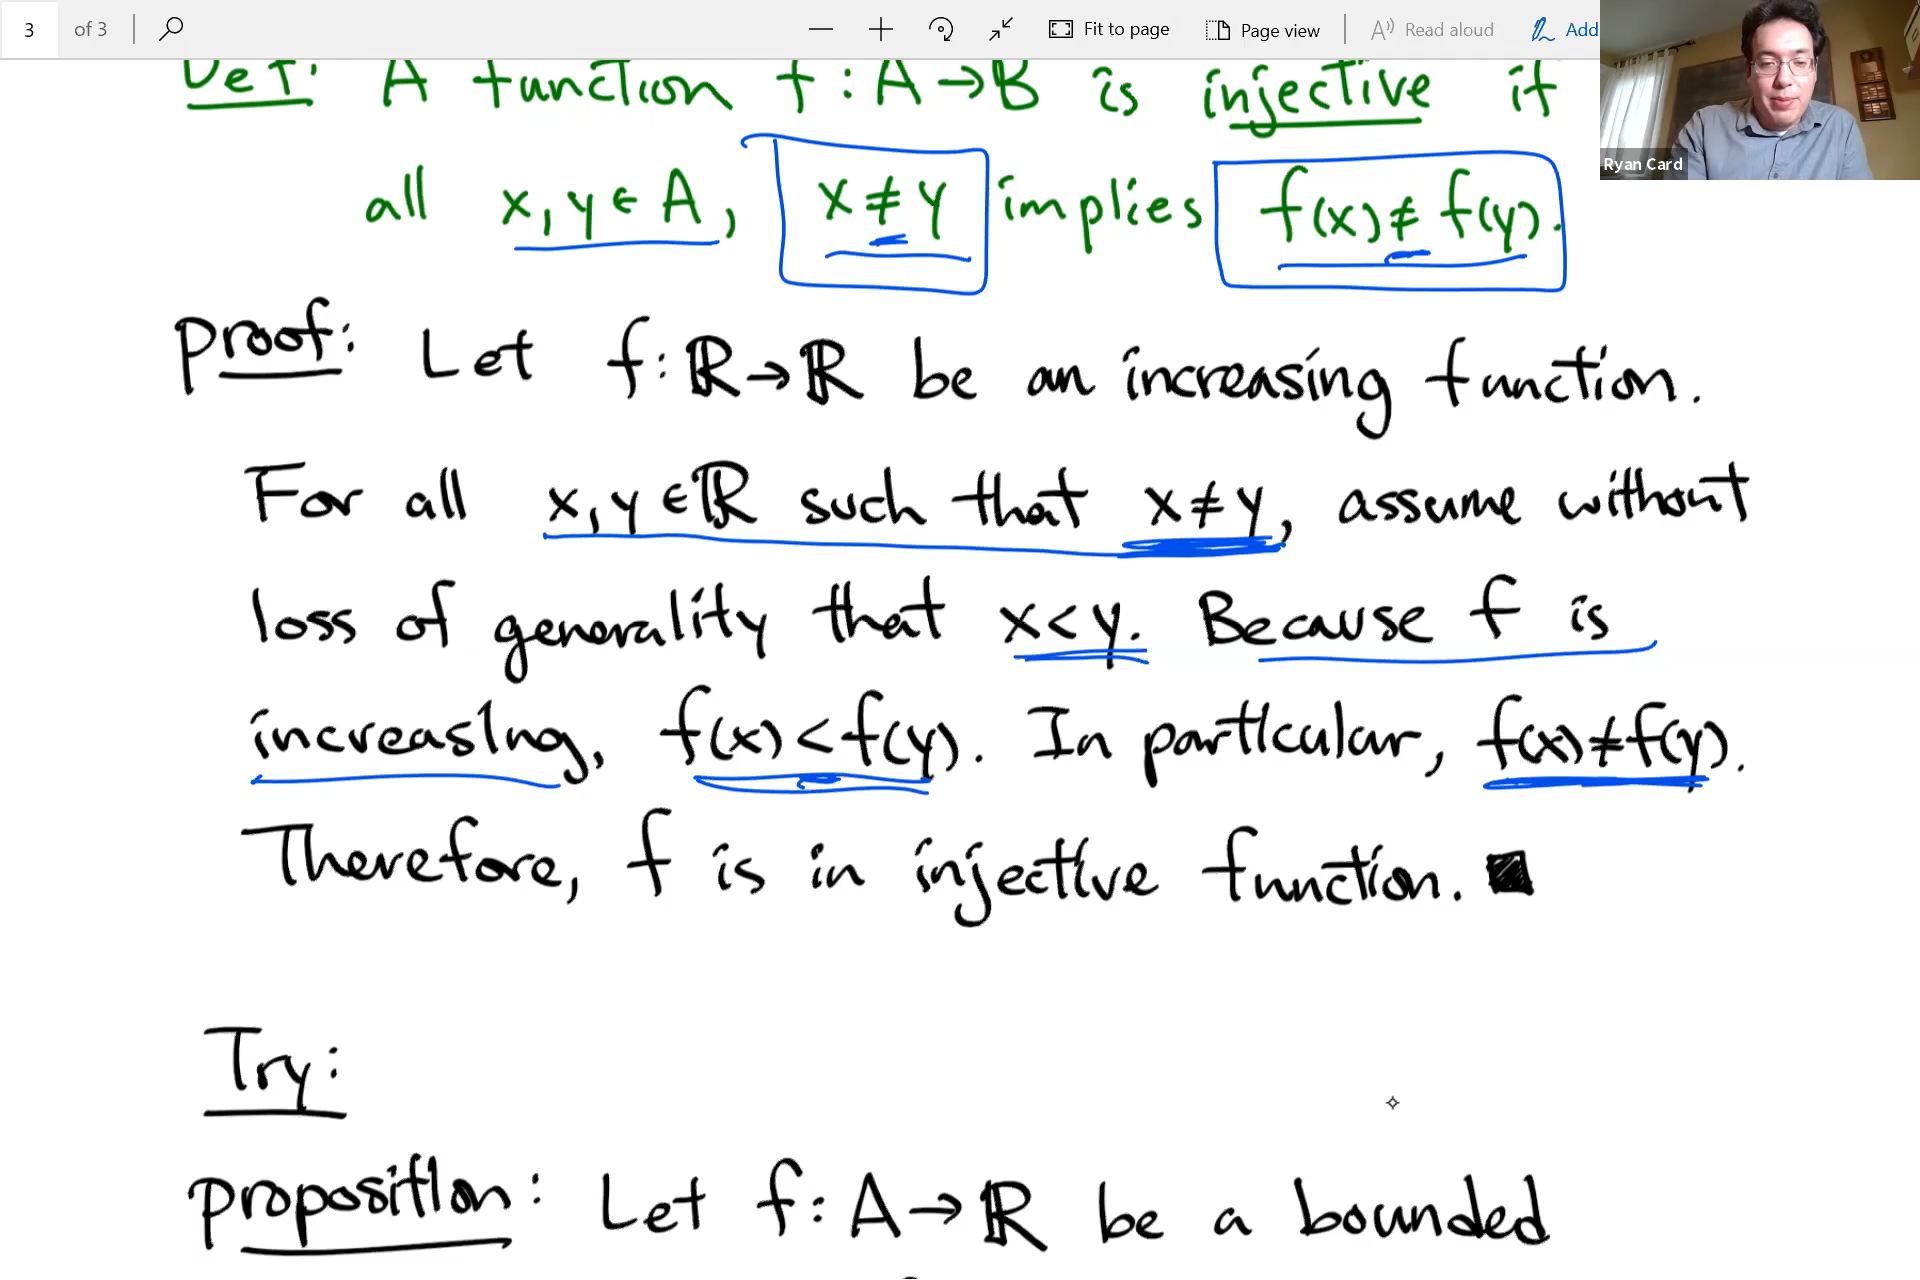 3 of 3 Fit to page Page view Read aloud Add
Ryan Card
Def: A function f : A → B is injective if
all x, y ∈ A, x ≠ y implies f(x) ≠ f(y).
Proof: Let f : ℝ → ℝ be an increasing function.
For all x, y ∈ ℝ such that x ≠ y, assume without
loss of generality that x < y. Because f is
increasing, f(x) < f(y). In particular, f(x) ≠ f(y).
Therefore, f is in injective function. ■
Try:
Proposition: Let f : A → ℝ be a bounded